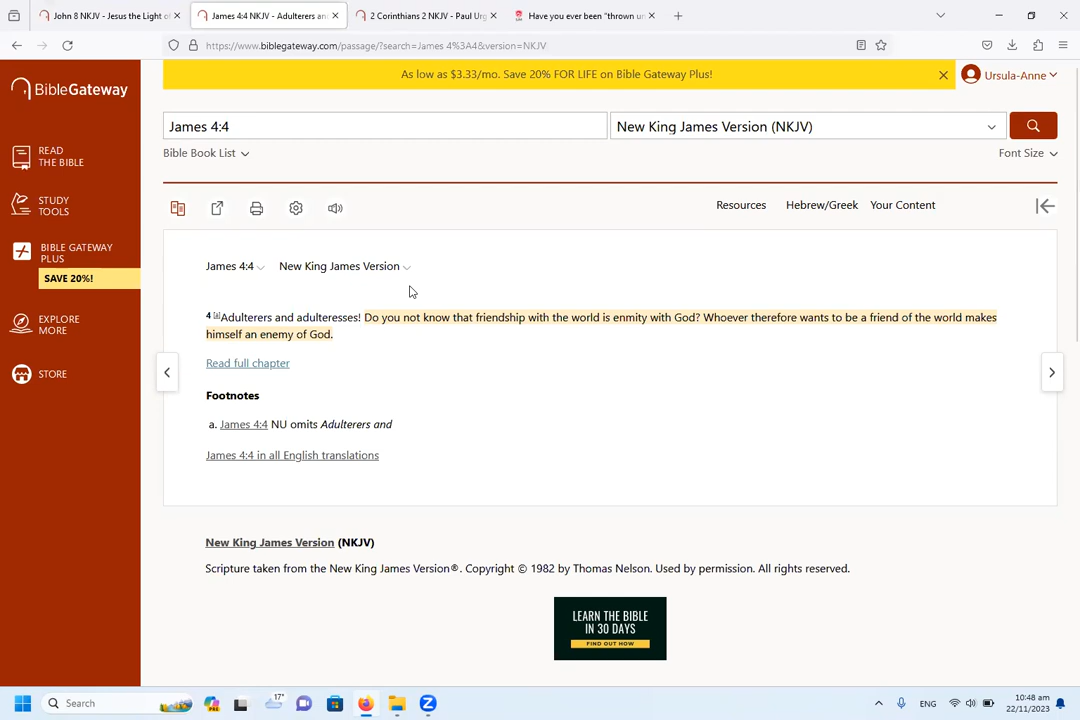 John 8 NKJV - Jesus the Light of
James 4:4 NKJV - Adulterers an
2 Corinthians 2 NKJV - Paul Urg
Have you ever been "thrown un
https://www.biblegateway.com/passage/?search=James 4%3A4&version=NKJV
BibleGateway
As low as $3.33/mo. Save 20% FOR LIFE on Bible Gateway Plus!
Ursula-Anne
James 4:4
New King James Version (NKJV)
Bible Book List
Font Size
READ
THE BIBLE
STUDY
TOOLS
BIBLE GATEWAY
PLUS
SAVE 20%!
EXPLORE
MORE
STORE
Resources
Hebrew/Greek
Your Content
James 4:4
New King James Version
4 [a]Adulterers and adulteresses! Do you not know that friendship with the world is enmity with God? Whoever therefore wants to be a friend of the world makes
himself an enemy of God.
Read full chapter
Footnotes
a. James 4:4 NU omits Adulterers and
James 4:4 in all English translations
New King James Version (NKJV)
Scripture taken from the New King James Version®. Copyright © 1982 by Thomas Nelson. Used by permission. All rights reserved.
LEARN THE BIBLE
IN 30 DAYS
FIND OUT HOW
Search
17°
ENG
10:48 am
22/11/2023